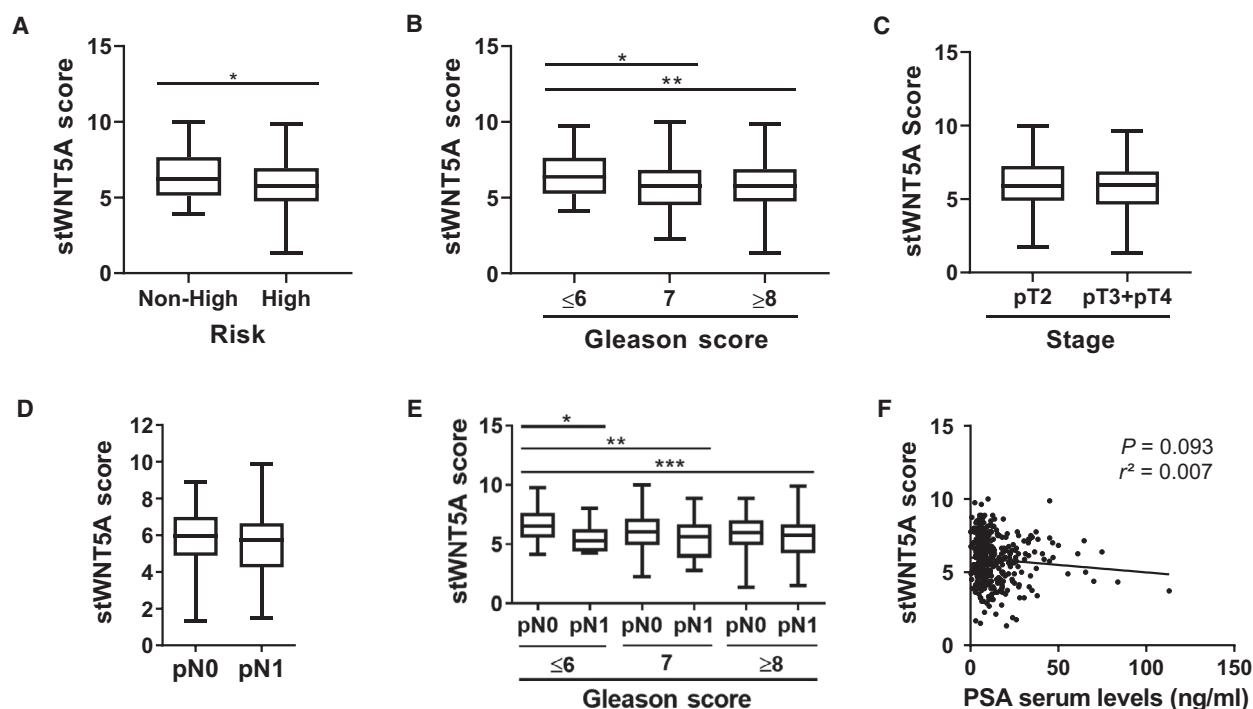 A
15
10
5
0
stWNT5A score
*
Non-High High
Risk
B
15
10
5
0
stWNT5A score
*
**
≤6 7 ≥8
Gleason score
C
15
10
5
0
stWNT5A Score
pT2 pT3+pT4
Stage
D
12
10
8
6
4
2
0
stWNT5A score
pN0 pN1
E
15
10
5
0
stWNT5A score
*
**
***
pN0 pN1 pN0 pN1 pN0 pN1
≤6 7 ≥8
Gleason score
F
15
10
5
0
stWNT5A score
P = 0.093
r² = 0.007
0 50 100 150
PSA serum levels (ng/ml)